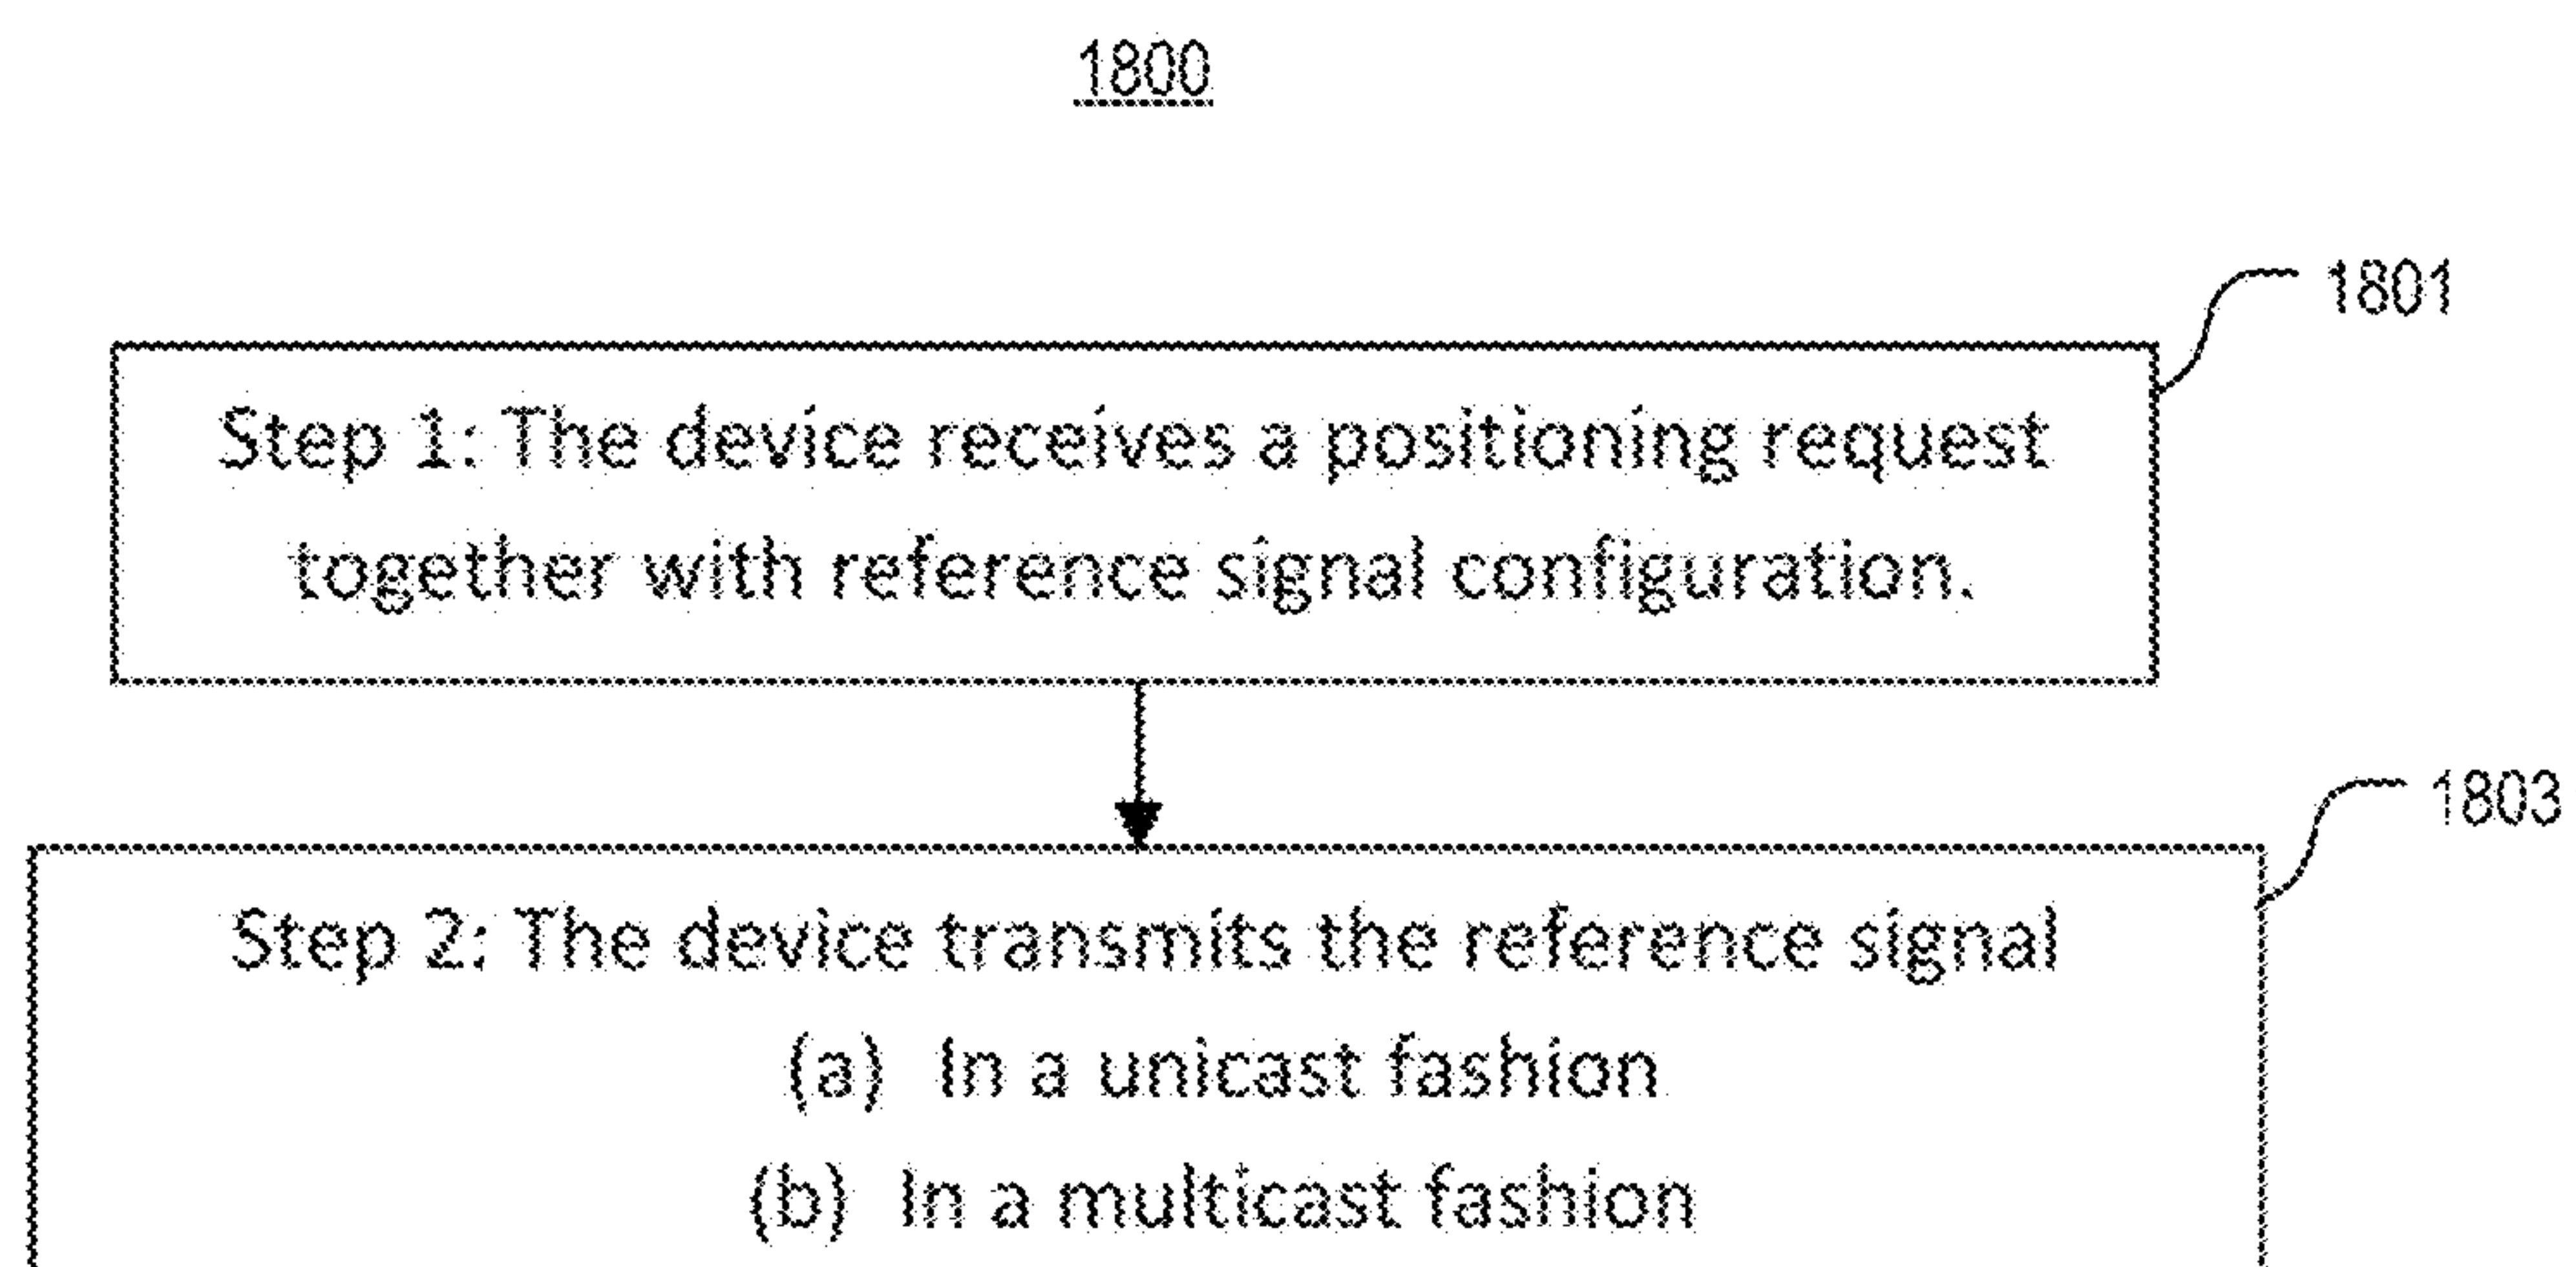 1800
1801
Step 1: The device receives a positioning request
together with reference signal configuration.
1803
Step 2: The device transmits the reference signal
(a) In a unicast fashion
(b) In a multicast fashion